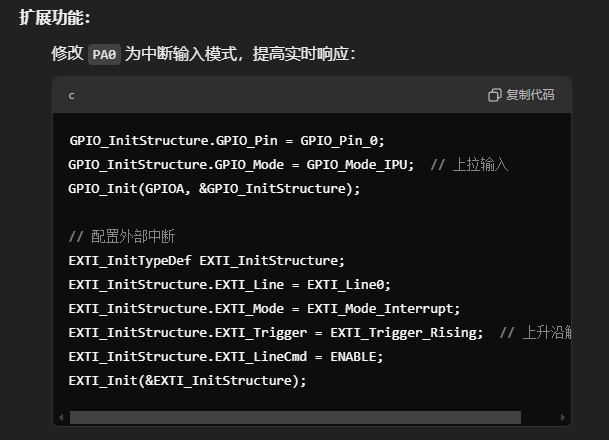 扩展功能：
修改 PA0 为中断输入模式，提高实时响应：
c
复制代码
GPIO_InitStructure.GPIO_Pin = GPIO_Pin_0;
GPIO_InitStructure.GPIO_Mode = GPIO_Mode_IPU;  // 上拉输入
GPIO_Init(GPIOA, &GPIO_InitStructure);
// 配置外部中断
EXTI_InitTypeDef EXTI_InitStructure;
EXTI_InitStructure.EXTI_Line = EXTI_Line0;
EXTI_InitStructure.EXTI_Mode = EXTI_Mode_Interrupt;
EXTI_InitStructure.EXTI_Trigger = EXTI_Trigger_Rising;  // 上升沿
EXTI_InitStructure.EXTI_LineCmd = ENABLE;
EXTI_Init(&EXTI_InitStructure);